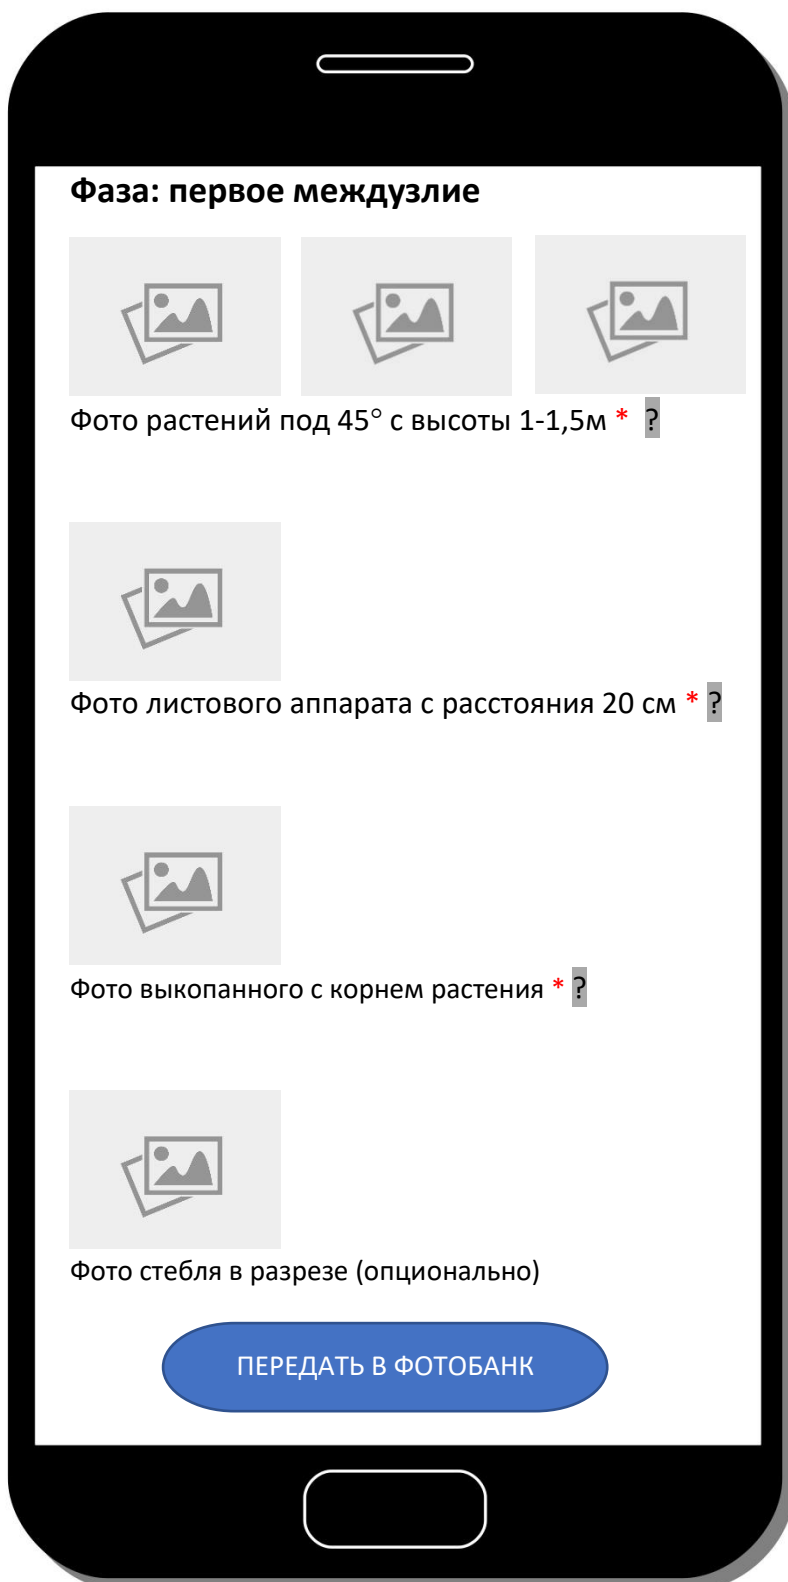 Фаза: первое междузлие
Фото растений под 45° с высоты 1-1,5м * ?
Фото листового аппарата с расстояния 20 см * ?
Фото выкопанного с корнем растения * ?
Фото стебля в разрезе (опционально)
ПЕРЕДАТЬ В ФОТОБАНК